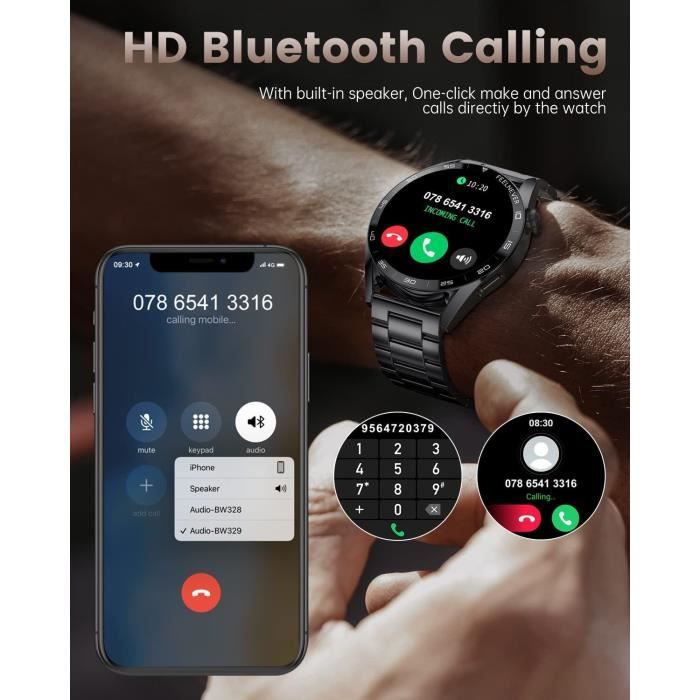 HD Bluetooth Calling
With built-in speaker, One-click make and answer
calls directiy by the watch
10:20
078 6541 3316
INCOMING CALL
FEELNEVER
09:30
4G
078 6541 3316
calling mobile...
mute
keypad
audio
iPhone
Speaker
Audio-BW328
✓ Audio-BW329
add call
9564720379
1 2 3
4 5 6
7* 8 9#
+ 0
08:30
078 6541 3316
Calling..